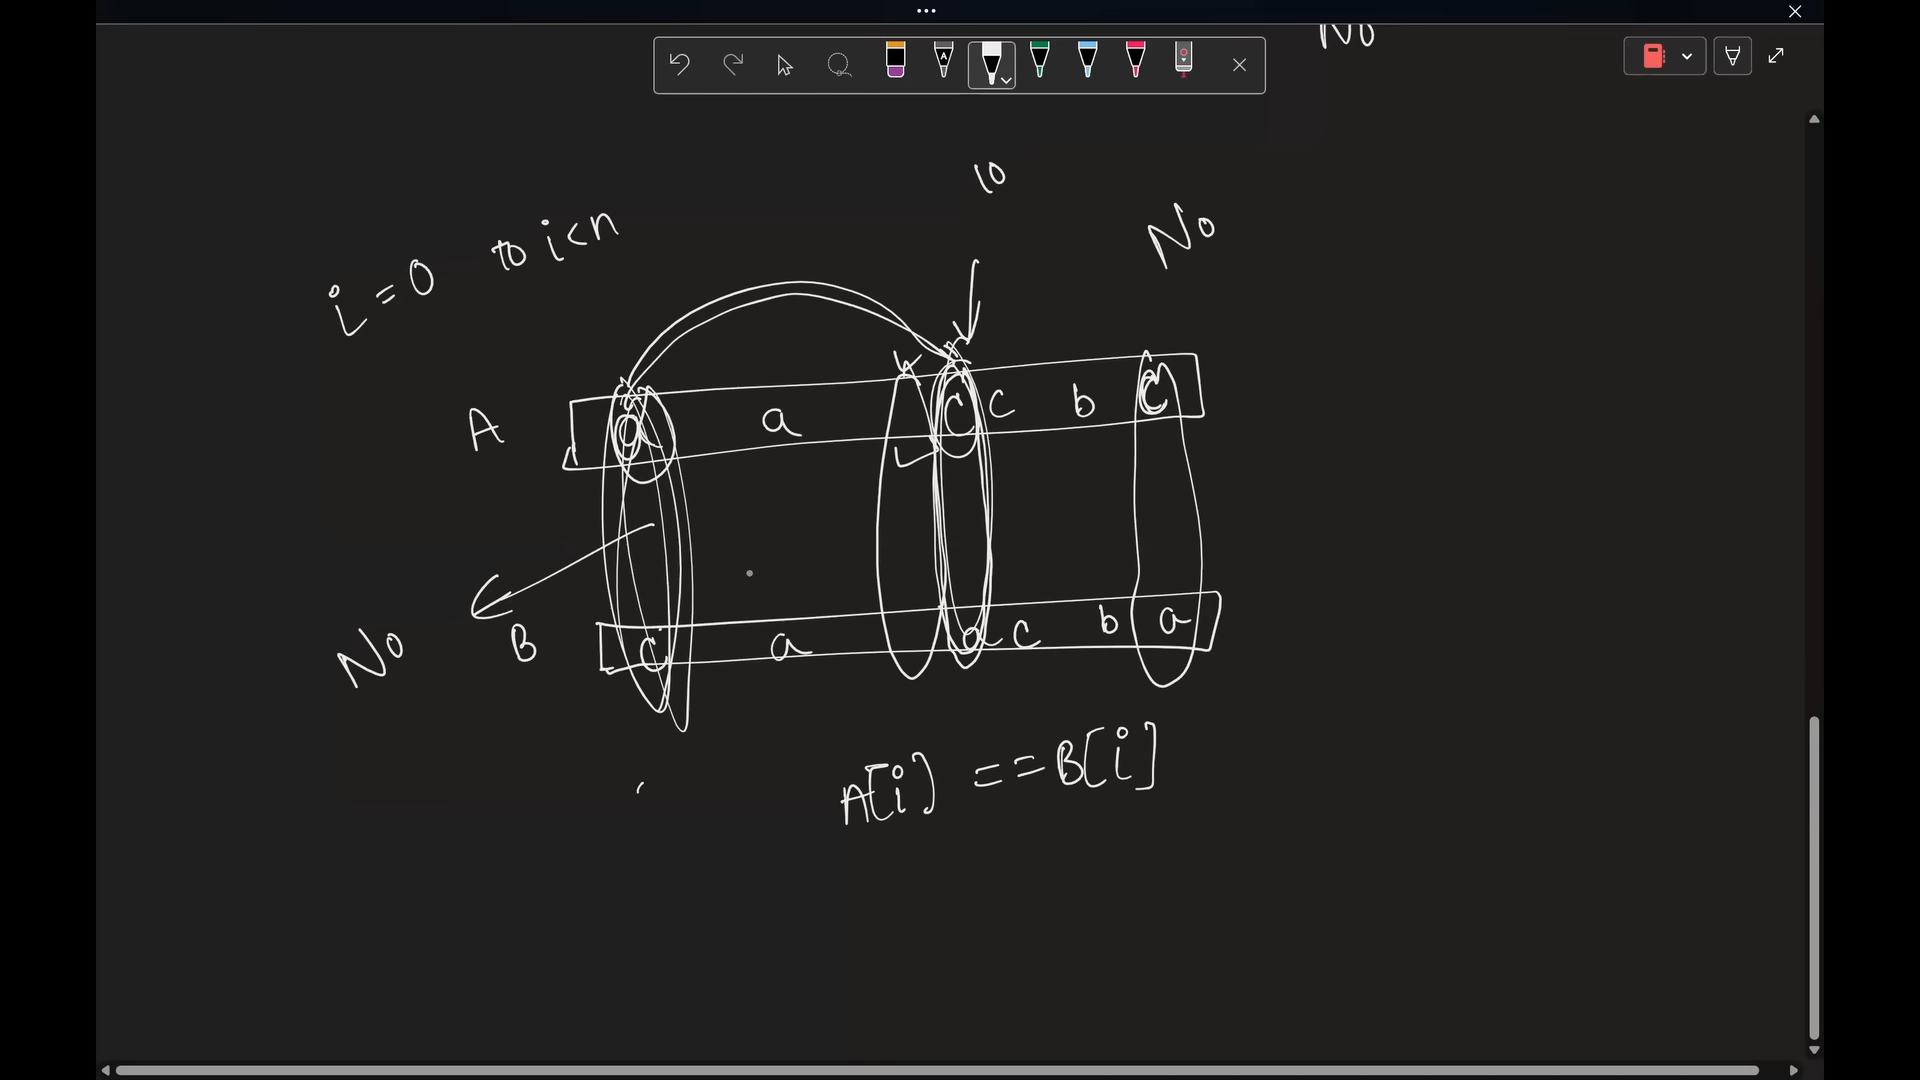 No
10
i = 0 to i<n
No
A a a c c b c
B c a a c b a
No
A[i] == B[i]